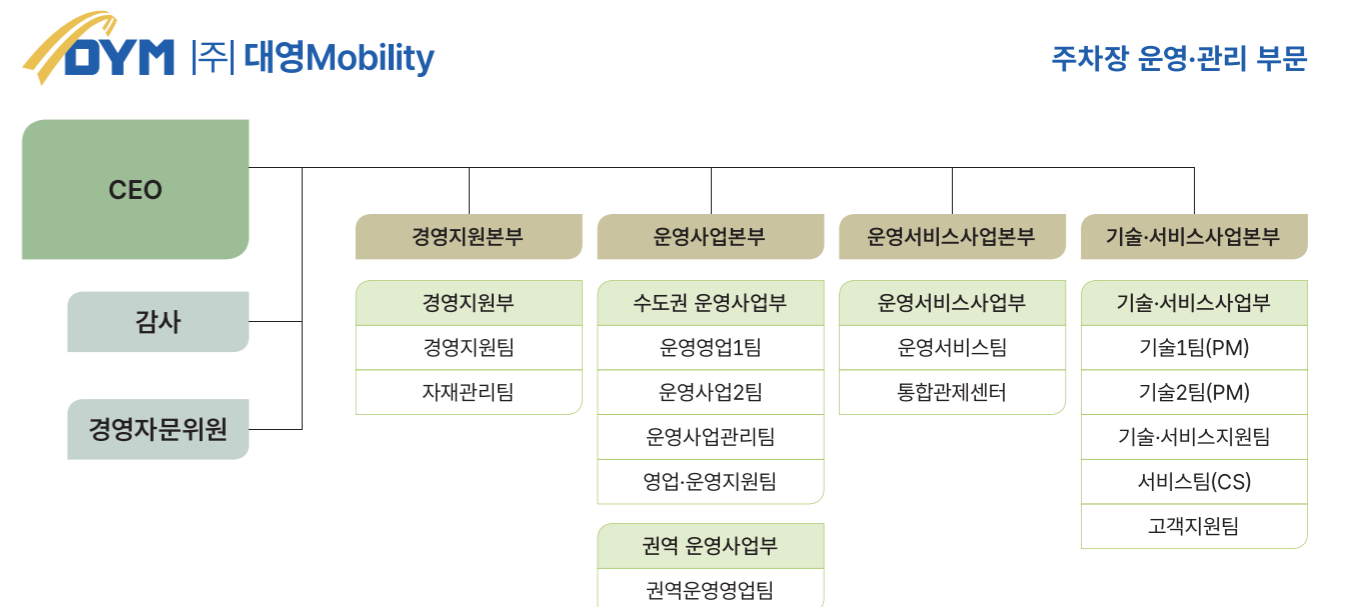 DYM |주| 대영Mobility
주차장 운영·관리 부문
CEO
감사
경영자문위원
경영지원본부
경영지원부
경영지원팀
자재관리팀
운영사업본부
수도권 운영사업부
운영영업1팀
운영사업2팀
운영사업관리팀
영업·운영지원팀
권역 운영사업부
권역운영영업팀
운영서비스사업본부
운영서비스사업부
운영서비스팀
통합관제센터
기술·서비스사업본부
기술·서비스사업부
기술1팀(PM)
기술2팀(PM)
기술·서비스지원팀
서비스팀(CS)
고객지원팀